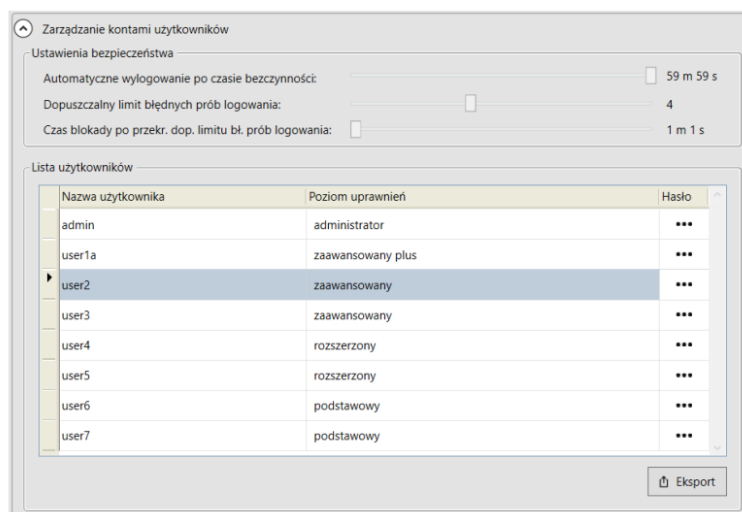 Zarządzanie kontami użytkowników
Ustawienia bezpieczeństwa
Automatyczne wylogowanie po czasie bezczynności: 59 m 59 s
Dopuszczalny limit błędnych prób logowania: 4
Czas blokady po przekr. dop. limitu bł. prób logowania: 1 m 1 s
Lista użytkowników
Nazwa użytkownika Poziom uprawnień Hasło
admin administrator •••
user1a zaawansowany plus •••
user2 zaawansowany •••
user3 zaawansowany •••
user4 rozszerzony •••
user5 rozszerzony •••
user6 podstawowy •••
user7 podstawowy •••
Eksport